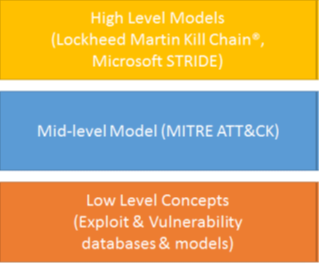 High Level Models
(Lockheed Martin Kill Chain®,
Microsoft STRIDE)
Mid-level Model (MITRE ATT&CK)
Low Level Concepts
(Exploit & Vulnerability
databases & models)